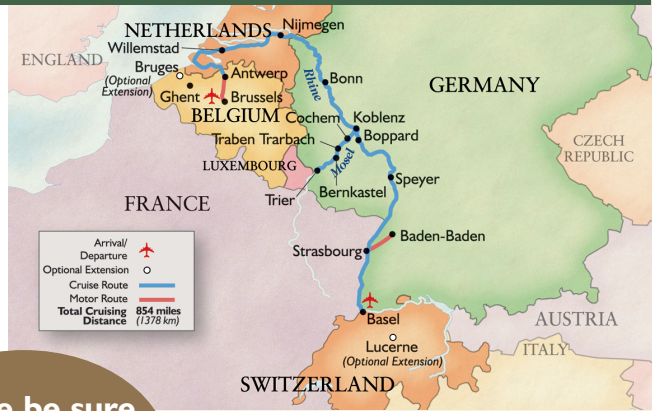 NETHERLANDS
Nijmegen
Willemstad
ENGLAND
Bruges
(Optional
Extension)
Antwerp
Ghent
Brussels
Rhine
Bonn
GERMANY
BELGIUM
Cochem
Koblenz
Boppard
Traben Trarbach
Mosel
LUXEMBOURG
CZECH
REPUBLIC
Bernkastel
Speyer
Trier
FRANCE
Baden-Baden
Strasbourg
Arrival/
Departure
Optional Extension
Cruise Route
Motor Route
Total Cruising 854 miles
Distance (1378 km)
Basel
AUSTRIA
Lucerne
(Optional Extension)
ITALY
SWITZERLAND
e be sure